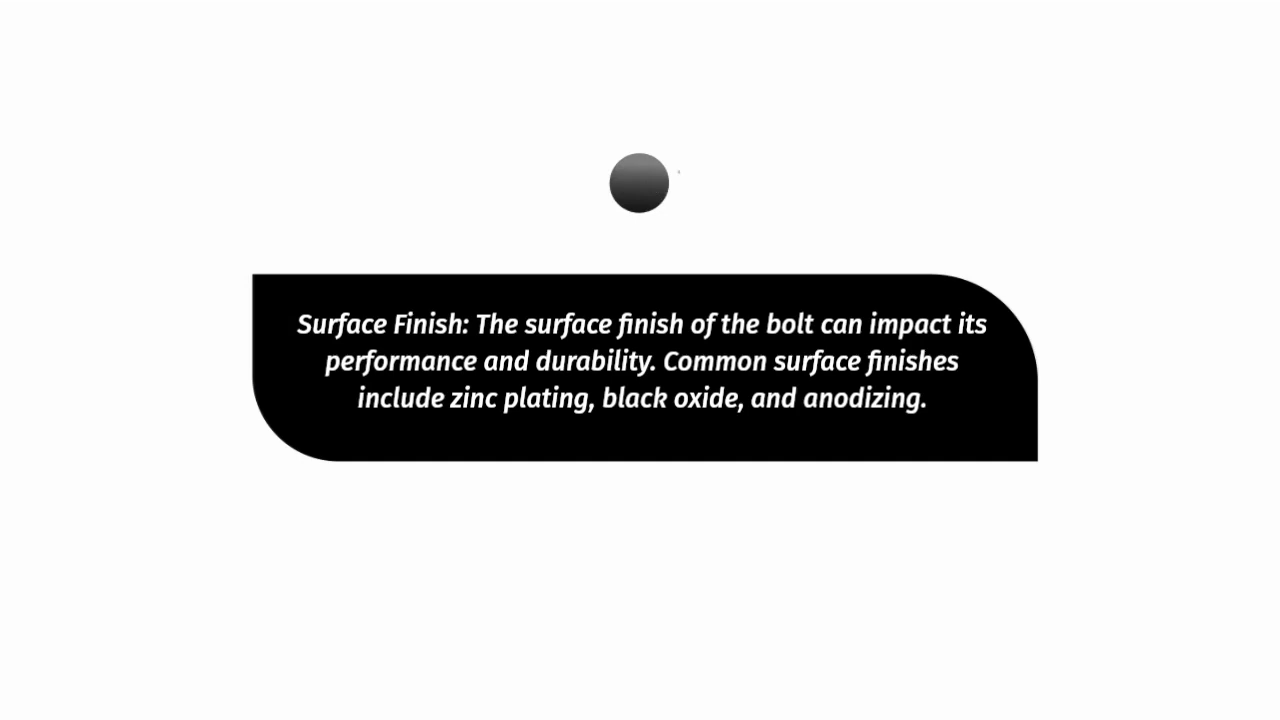 Surface Finish: The surface finish of the bolt can impact its
performance and durability. Common surface finishes
include zinc plating, black oxide, and anodizing.